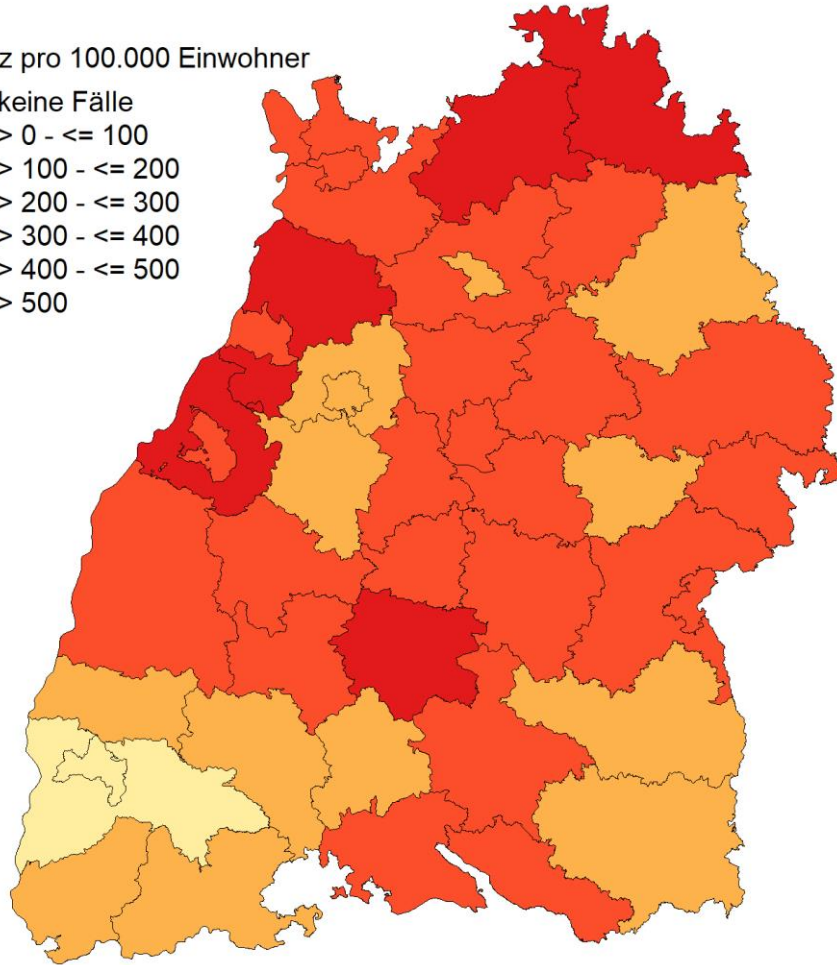 z pro 100.000 Einwohner
keine Fälle
> 0 - <= 100
> 100 - <= 200
> 200 - <= 300
> 300 - <= 400
> 400 - <= 500
> 500